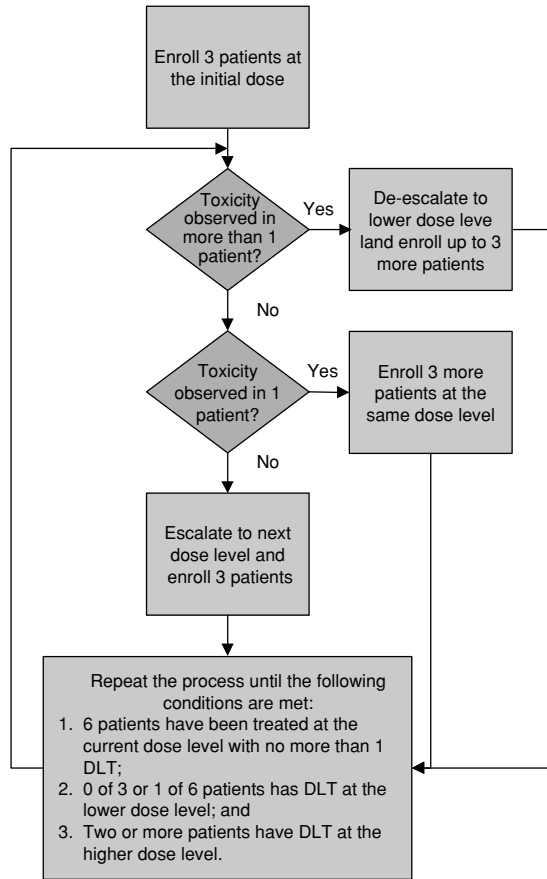 Enroll 3 patients at
the initial dose
Toxicity
observed in
more than 1
patient?
Yes
De-escalate to
lower dose leve
land enroll up to 3
more patients
No
Toxicity
observed in 1
patient?
Yes
Enroll 3 more
patients at the
same dose level
No
Escalate to next
dose level and
enroll 3 patients
Repeat the process until the following
conditions are met:
1. 6 patients have been treated at the
current dose level with no more than 1
DLT;
2. 0 of 3 or 1 of 6 patients has DLT at the
lower dose level; and
3. Two or more patients have DLT at the
higher dose level.